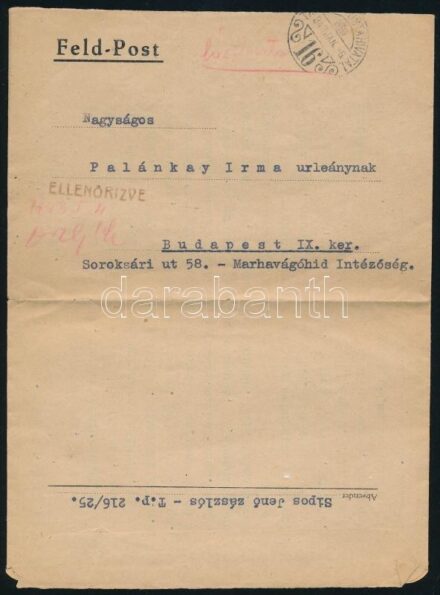 Feld-Post
Nagyságos
Palánkay Irma urleánynak
ELLENŐRIZVE
Budapest IX. ker.
Soroksári ut 58. - Marhavágóhid Intézőség.
darabanth
Absender
Sipos Jenő zászlós - T.p. 216/25.